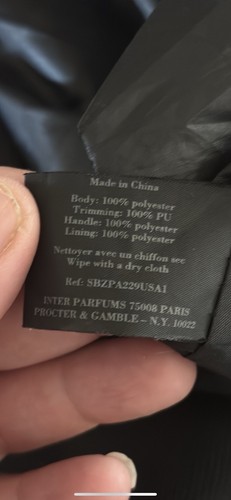 Made in China
Body: 100% polyester
Trimming: 100% PU
Handle: 100% polyester
Lining: 100% polyester
Nettoyer avec un chiffon sec
Wipe with a dry cloth
Ref: SBZPA229USA1
INTER PARFUMS 75008 PARIS
PROCTER & GAMBLE – N.Y. 10022